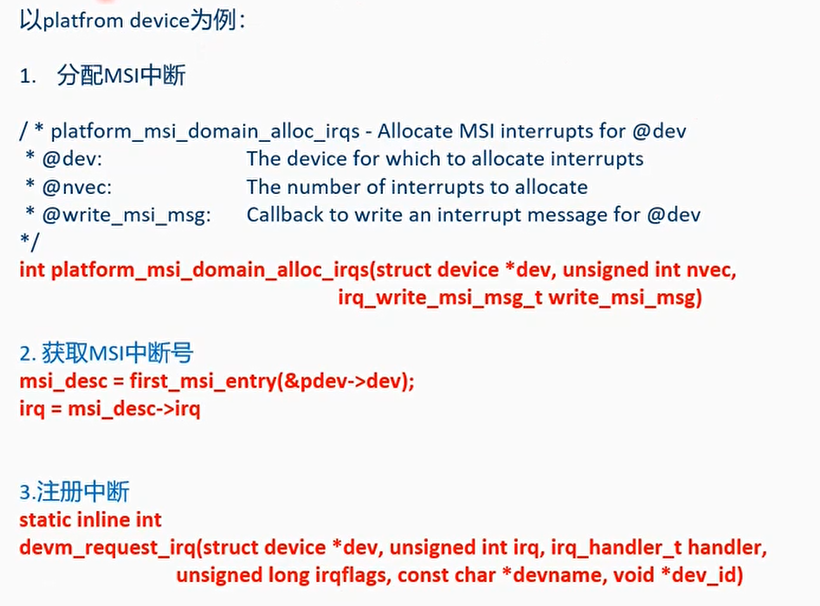 以platfrom device为例：
1. 分配MSI中断
/ * platform_msi_domain_alloc_irqs - Allocate MSI interrupts for @dev
* @dev: The device for which to allocate interrupts
* @nvec: The number of interrupts to allocate
* @write_msi_msg: Callback to write an interrupt message for @dev
*/
int platform_msi_domain_alloc_irqs(struct device *dev, unsigned int nvec,
irq_write_msi_msg_t write_msi_msg)
2. 获取MSI中断号
msi_desc = first_msi_entry(&pdev->dev);
irq = msi_desc->irq
3.注册中断
static inline int
devm_request_irq(struct device *dev, unsigned int irq, irq_handler_t handler,
unsigned long irqflags, const char *devname, void *dev_id)